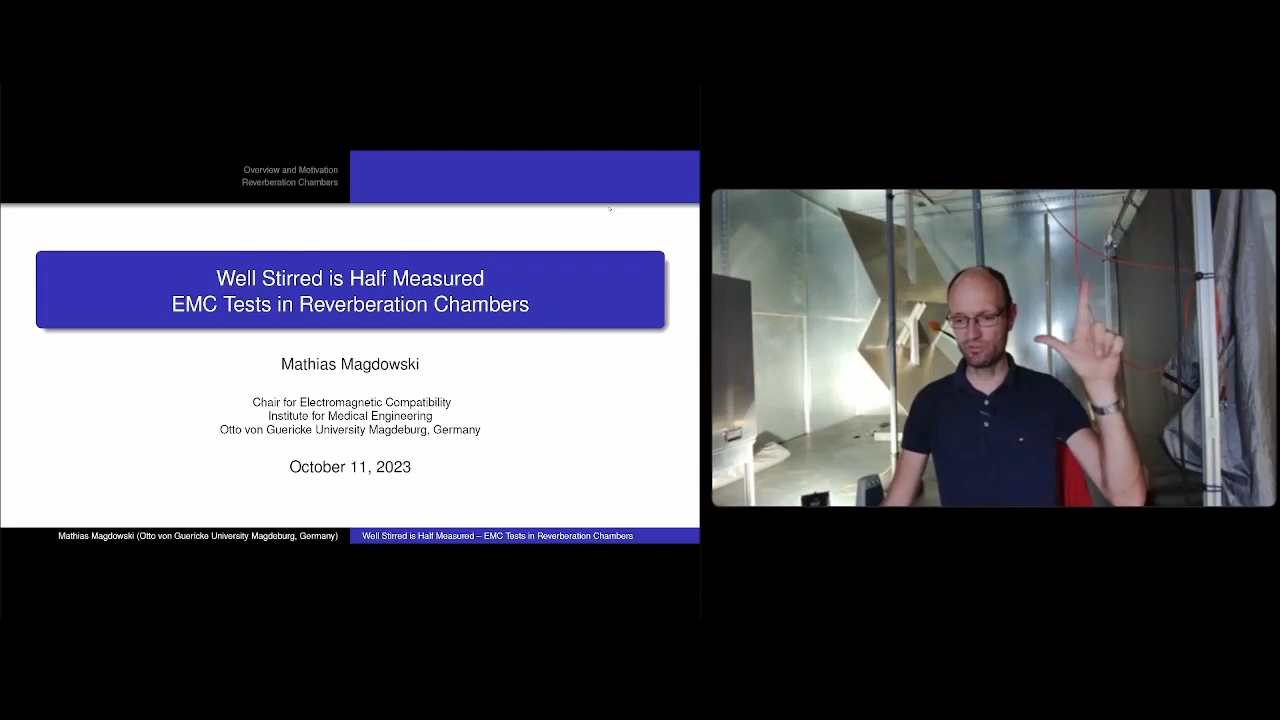 Overview and Motivation
Reverberation Chambers
Well Stirred is Half Measured
EMC Tests in Reverberation Chambers
Mathias Magdowski
Chair for Electromagnetic Compatibility
Institute for Medical Engineering
Otto von Guericke University Magdeburg, Germany
October 11, 2023
Mathias Magdowski (Otto von Guericke University Magdeburg, Germany)
Well Stirred is Half Measured – EMC Tests in Reverberation Chambers